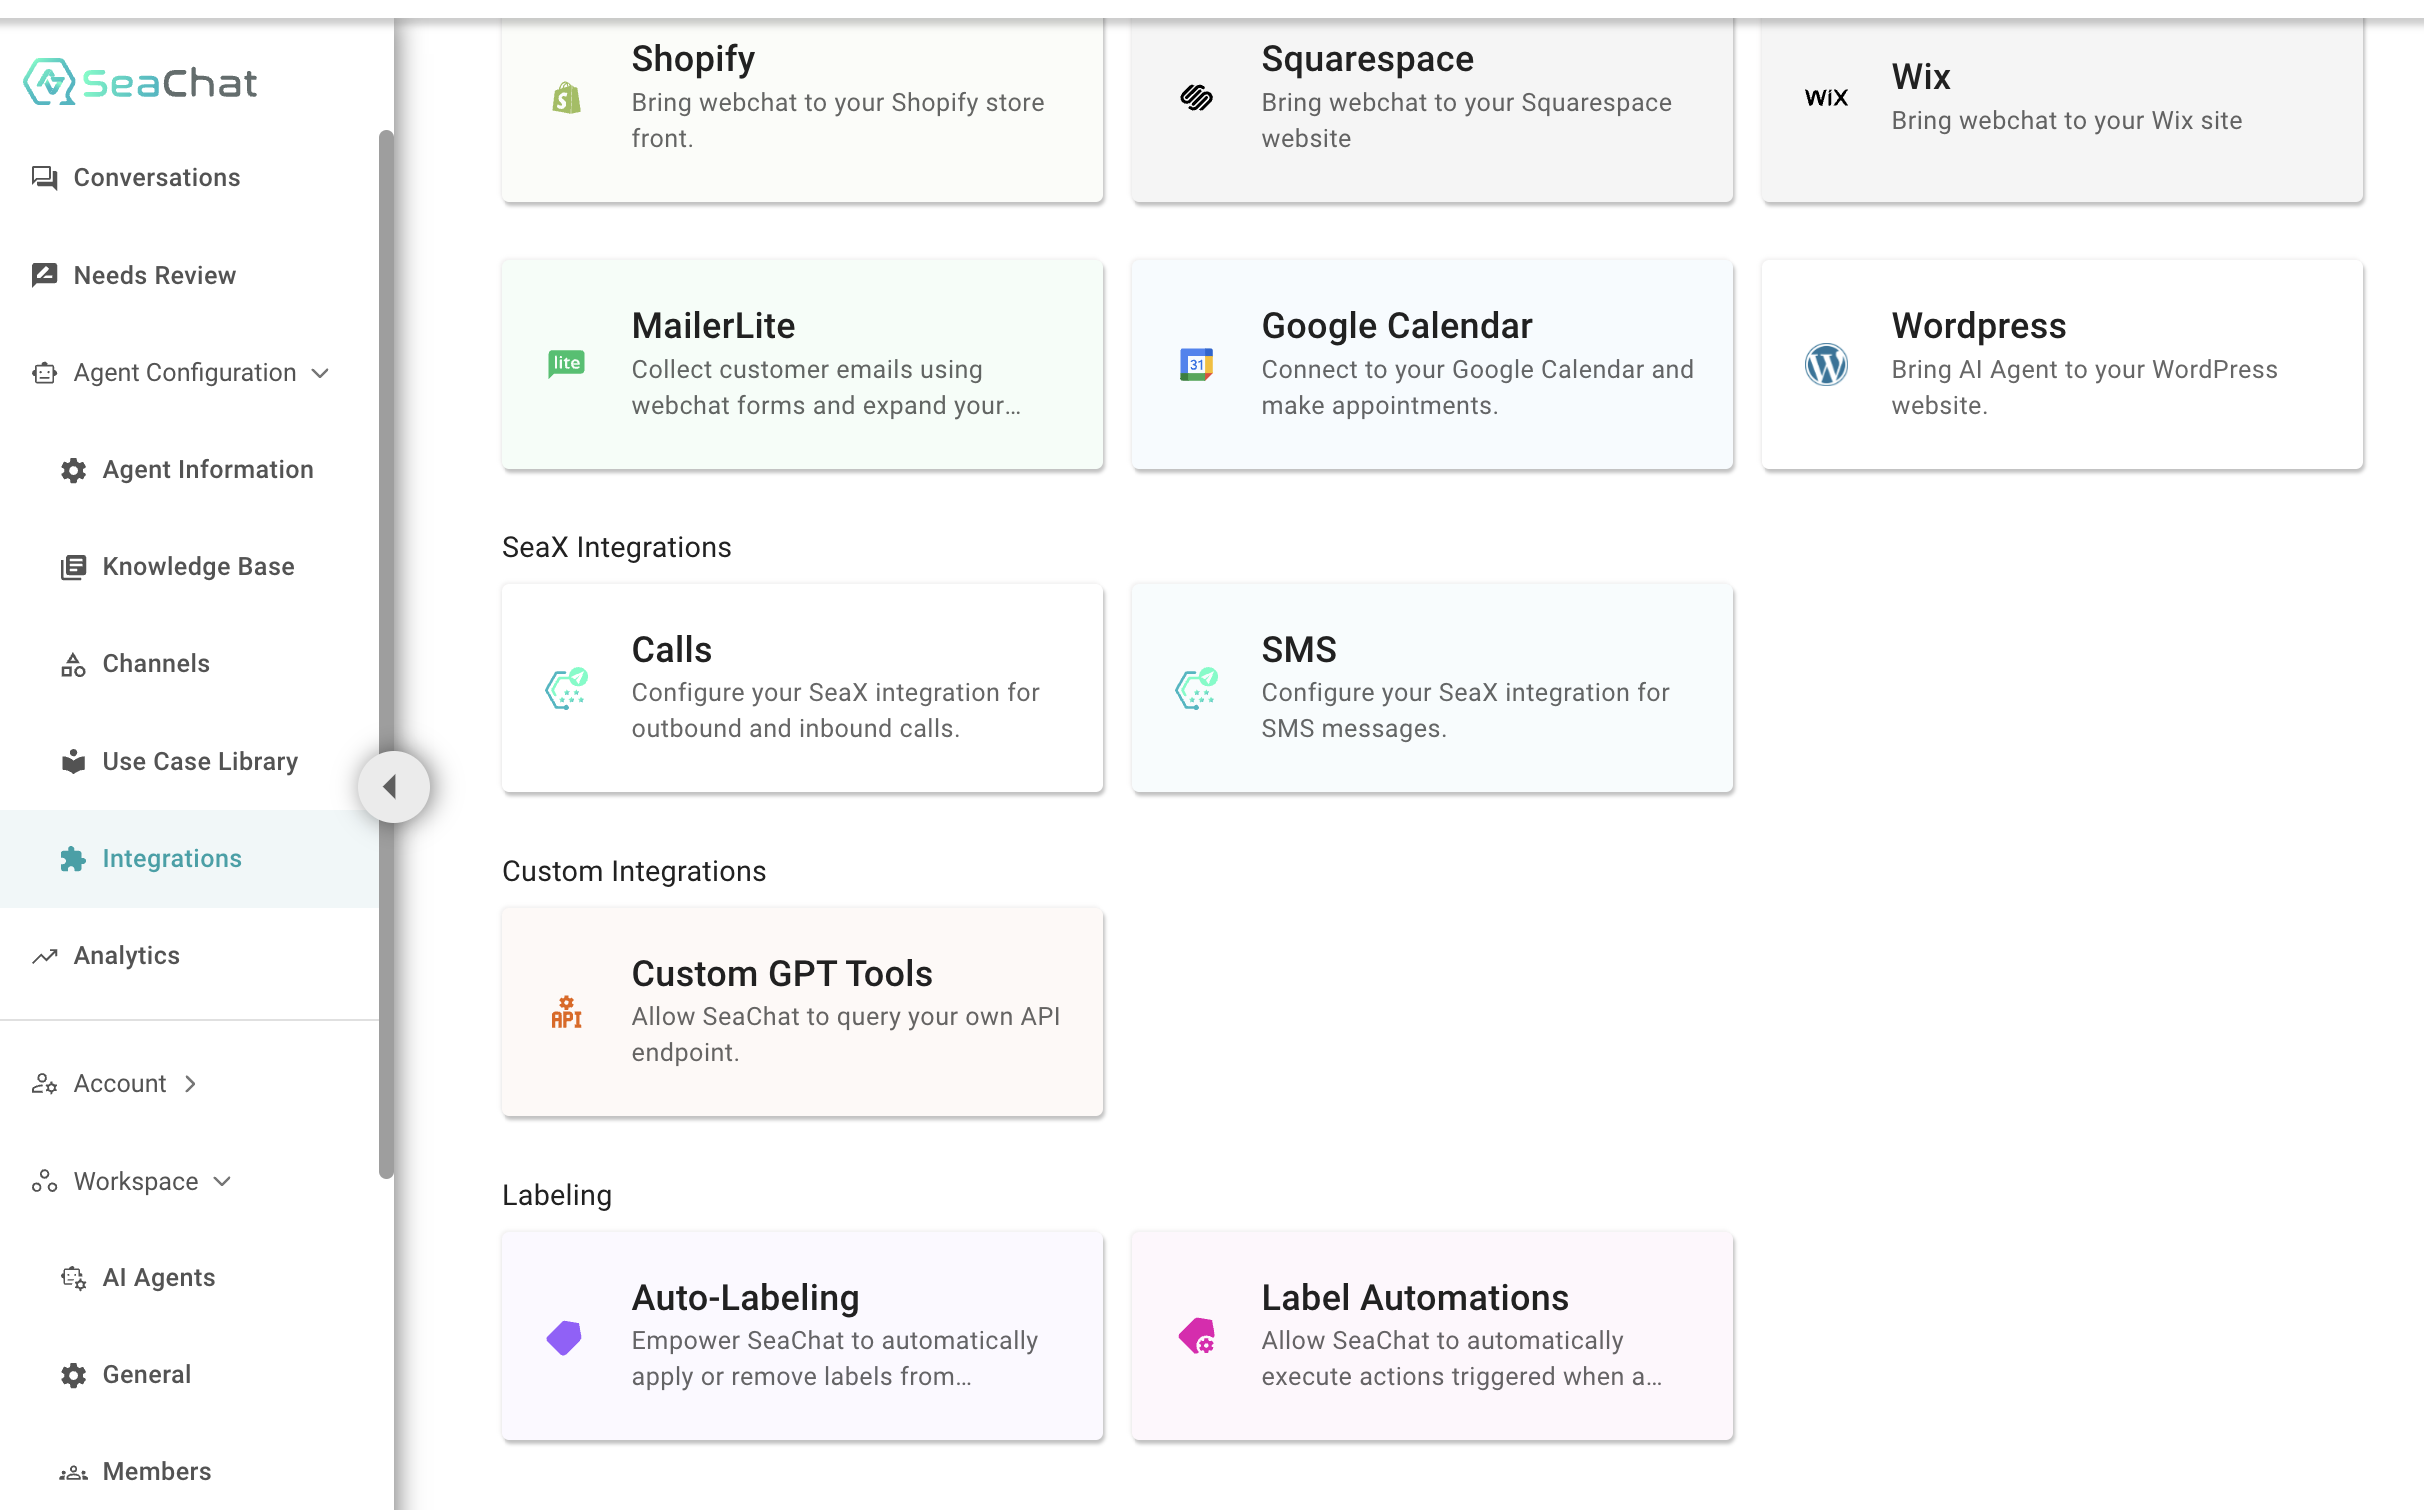 SeaChat
Conversations
Needs Review
Agent Configuration
Agent Information
Knowledge Base
Channels
Use Case Library
Integrations
Analytics
Account
Workspace
AI Agents
General
Members
Shopify
Bring webchat to your Shopify store
front.
Squarespace
Bring webchat to your Squarespace
website
WiX
Wix
Bring webchat to your Wix site
lite
MailerLite
Collect customer emails using
webchat forms and expand your...
31
Google Calendar
Connect to your Google Calendar and
make appointments.
Wordpress
Bring AI Agent to your WordPress
website.
SeaX Integrations
Calls
Configure your SeaX integration for
outbound and inbound calls.
SMS
Configure your SeaX integration for
SMS messages.
Custom Integrations
API
Custom GPT Tools
Allow SeaChat to query your own API
endpoint.
Labeling
Auto-Labeling
Empower SeaChat to automatically
apply or remove labels from...
Label Automations
Allow SeaChat to automatically
execute actions triggered when a...